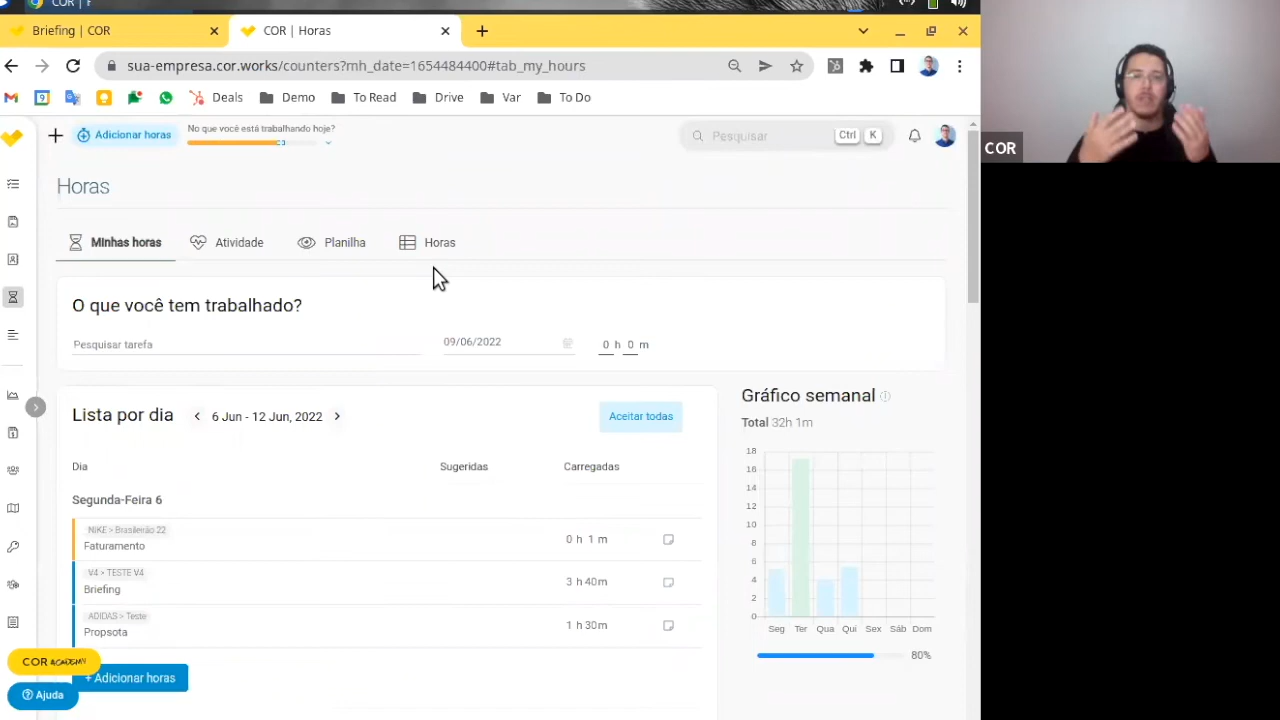 COR | F
Briefing | COR
COR | Horas
sua-empresa.cor.works/counters?mh_date=1654484400#tab_my_hours
Deals
Demo
To Read
Drive
Var
To Do
Adicionar horas
No que você está trabalhando hoje?
Pesquisar
Ctrl
K
COR
Horas
Minhas horas
Atividade
Planilha
Horas
O que você tem trabalhado?
Pesquisar tarefa
09/06/2022
0 h 0 m
Lista por dia
6 Jun - 12 Jun, 2022
Aceitar todas
Dia
Sugeridas
Carregadas
Segunda-Feira 6
NIKE > Brasileirão 22
Faturamento
0 h 1 m
V4 > TESTE V4
Briefing
3 h 40m
ADIDAS > Teste
Propsota
1 h 30m
+ Adicionar horas
COR ACADEMY
Ajuda
Gráfico semanal
Total 32h 1m
18
16
14
12
10
8
6
4
2
0
Seg Ter Qua Qui Sex Sáb Dom
80%